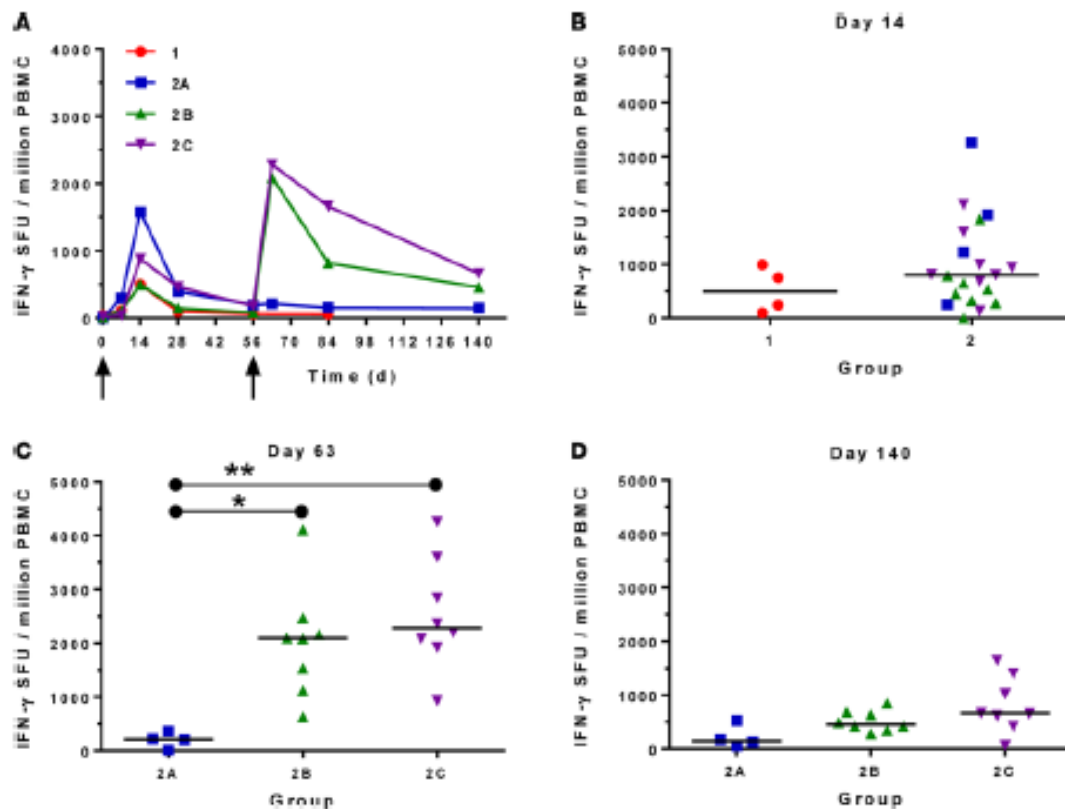 A
IFN-γ SFU / million PBMC
4000
3000
2000
1000
0
1
2A
2B
2C
0 14 28 42 56 70 84 98 112 126 140
Time (d)
B
Day 14
IFN-γ SFU / million PBMC
5000
4000
3000
2000
1000
0
1 2
Group
C
Day 63
IFN-γ SFU / million PBMC
5000
4000
3000
2000
1000
0
**
*
2A 2B 2C
Group
D
Day 140
IFN-γ SFU / million PBMC
5000
4000
3000
2000
1000
0
2A 2B 2C
Group